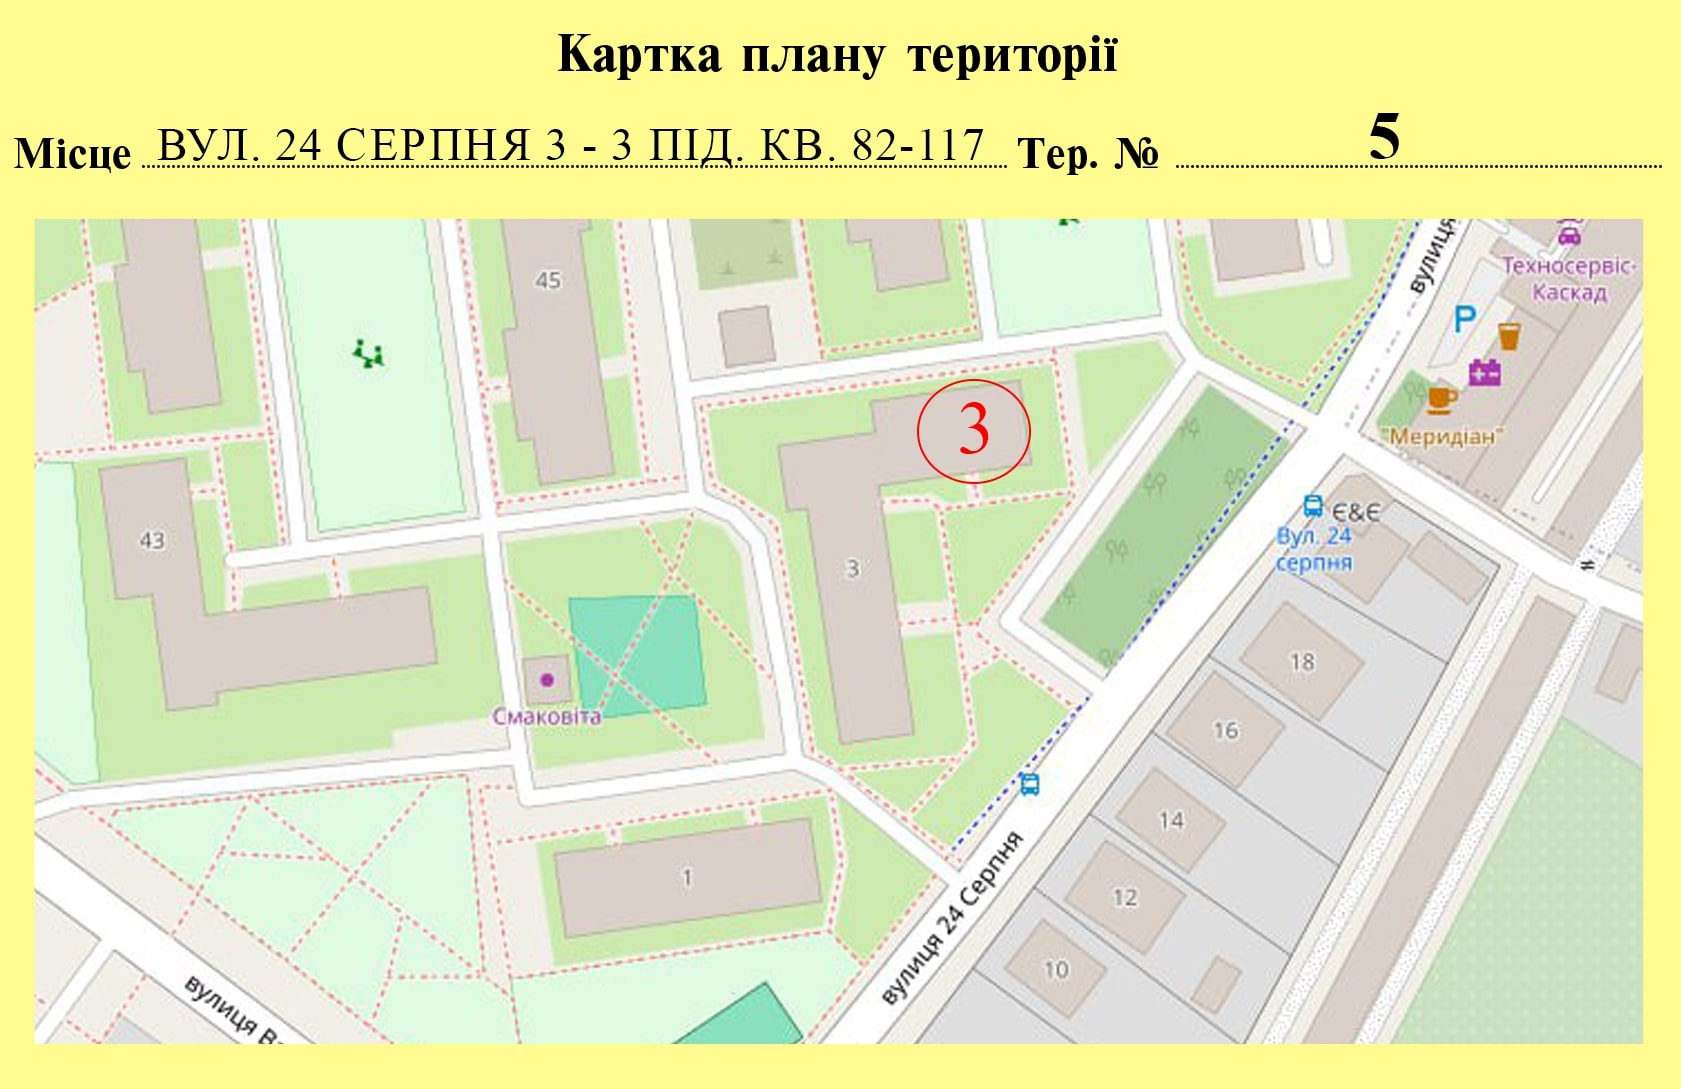 Картка плану території
Місце ВУЛ. 24 СЕРПНЯ 3 - 3 ПІД. КВ. 82-117 Тер. № 5
вулиця
Техносервіс-
Каскад
P
45
3
"Меридіан"
Є&Є
Вул. 24
серпня
43
3
18
Смаковіта
16
14
1
12
вулиця 24 Серпня
10
вулиця В